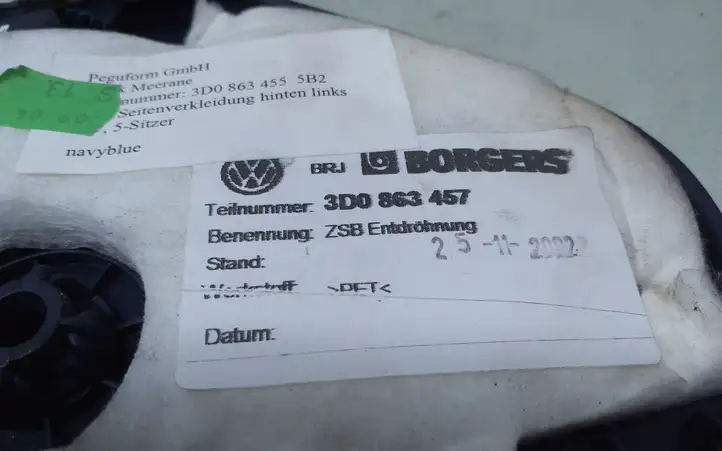 Peguform GmbH
Meerane
nummer: 3D0 863 455 5B2
Seitenverkleidung hinten links
5-Sitzer
navyblue
BRJ BORGERS
Teilnummer: 3D0 863 457
Benennung: ZSB Entdröhnung
Stand: 25-11-2002
Werkstoff >PET<
Datum: